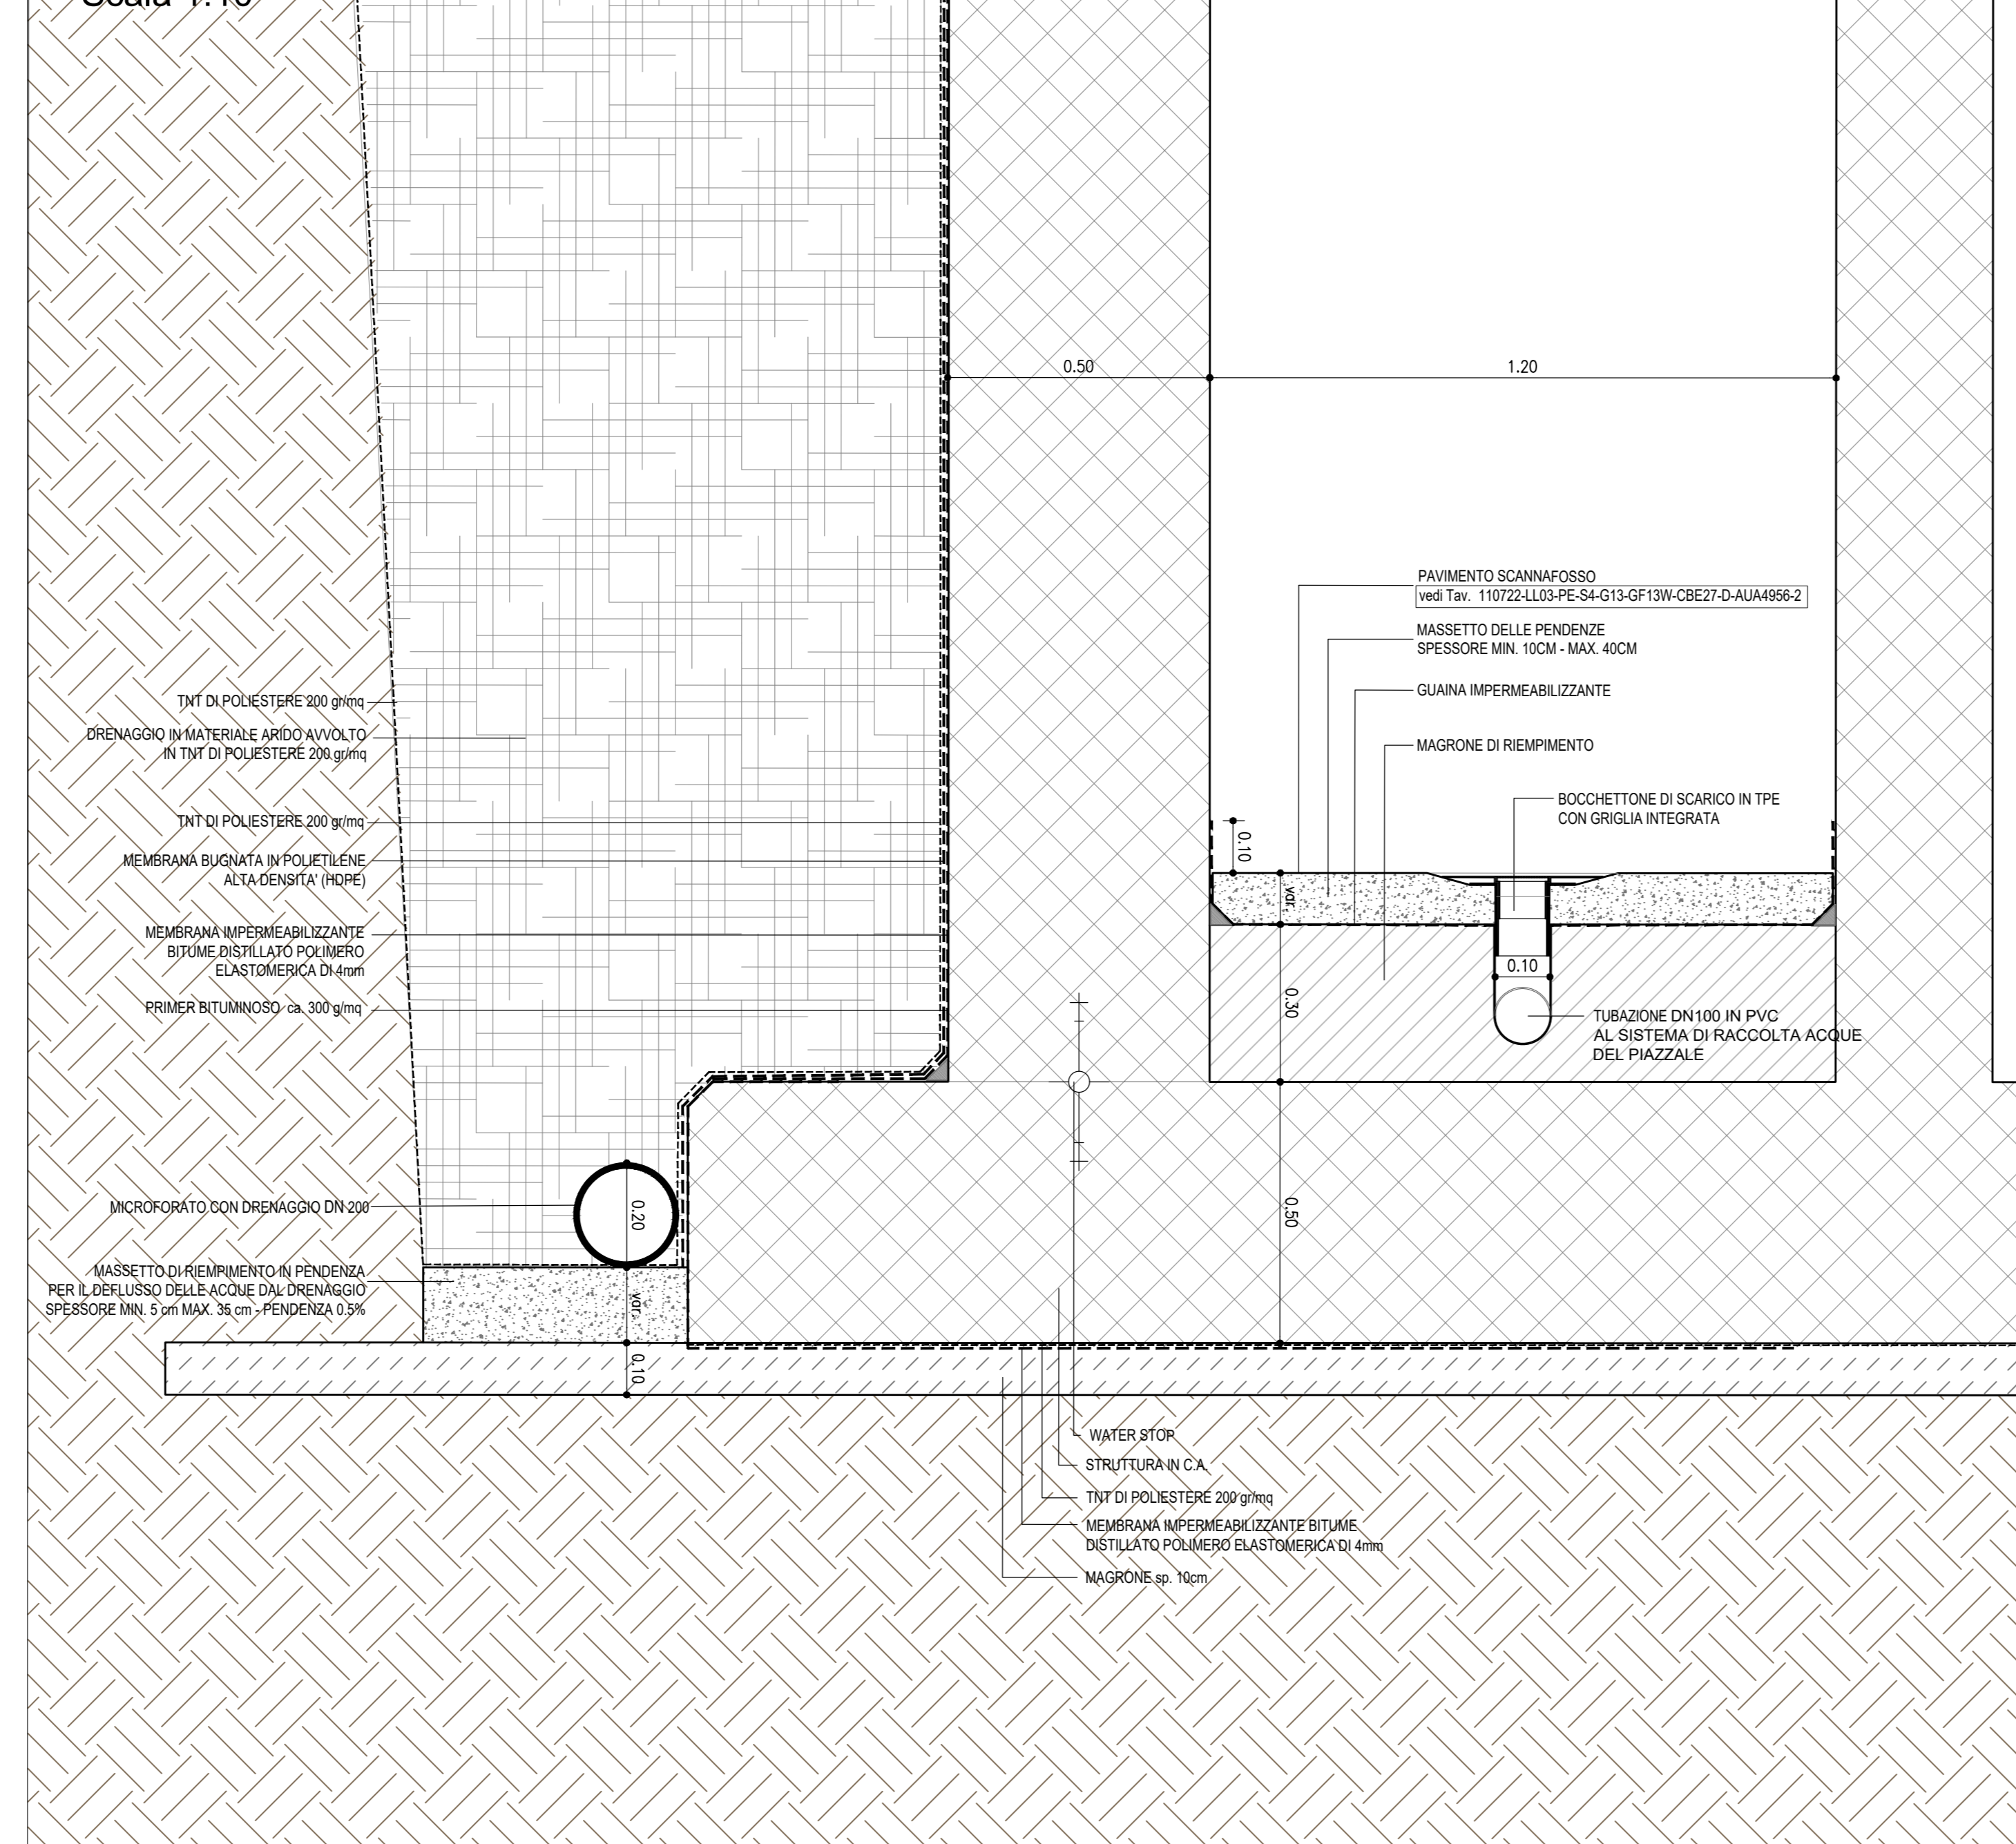 Scala 1:10
0.50
1.20
PAVIMENTO SCANNAFOSSO
vedi Tav. 110722-LL03-PE-S4-G13-GF13W-CBE27-D-AUA4956-2
MASSETTO DELLE PENDENZE
SPESSORE MIN. 10CM - MAX. 40CM
GUAINA IMPERMEABILIZZANTE
MAGRONE DI RIEMPIMENTO
BOCCHETTONE DI SCARICO IN TPE
CON GRIGLIA INTEGRATA
0.10
var.
0.10
0.30
TUBAZIONE DN100 IN PVC
AL SISTEMA DI RACCOLTA ACQUE
DEL PIAZZALE
0.50
TNT DI POLIESTERE 200 gr/mq
DRENAGGIO IN MATERIALE ARIDO AVVOLTO
IN TNT DI POLIESTERE 200 gr/mq
TNT DI POLIESTERE 200 gr/mq
MEMBRANA BUGNATA IN POLIETILENE
ALTA DENSITA' (HDPE)
MEMBRANA IMPERMEABILIZZANTE
BITUME DISTILLATO POLIMERO
ELASTOMERICA DI 4mm
PRIMER BITUMINOSO ca. 300 g/mq
MICROFORATO CON DRENAGGIO DN 200
0.20
MASSETTO DI RIEMPIMENTO IN PENDENZA
PER IL DEFLUSSO DELLE ACQUE DAL DRENAGGIO
SPESSORE MIN. 5 cm MAX. 35 cm - PENDENZA 0.5%
var.
0.10
WATER STOP
STRUTTURA IN C.A.
TNT DI POLIESTERE 200 gr/mq
MEMBRANA IMPERMEABILIZZANTE BITUME
DISTILLATO POLIMERO ELASTOMERICA DI 4mm
MAGRONE sp. 10cm